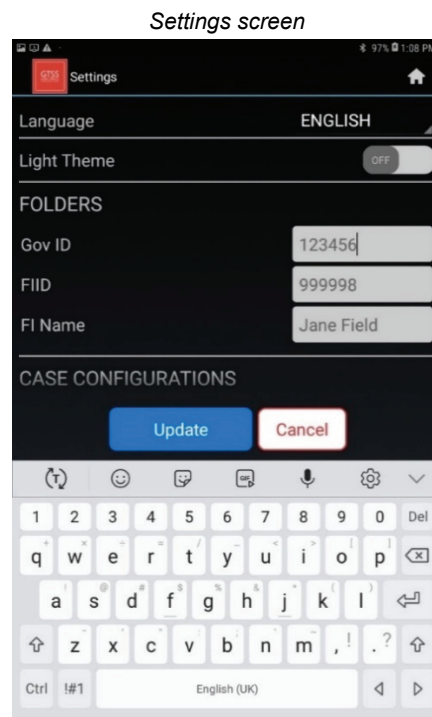 Settings screen
97% 1:08 PM
GTSS Settings
Language ENGLISH
Light Theme OFF
FOLDERS
Gov ID 123456
FIID 999998
FI Name Jane Field
CASE CONFIGURATIONS
Update Cancel
T GIF
1 2 3 4 5 6 7 8 9 0 Del
q w e r t y u i o p
a s d f g h j k l
z x c v b n m , ! . ?
Ctrl !#1 English (UK)